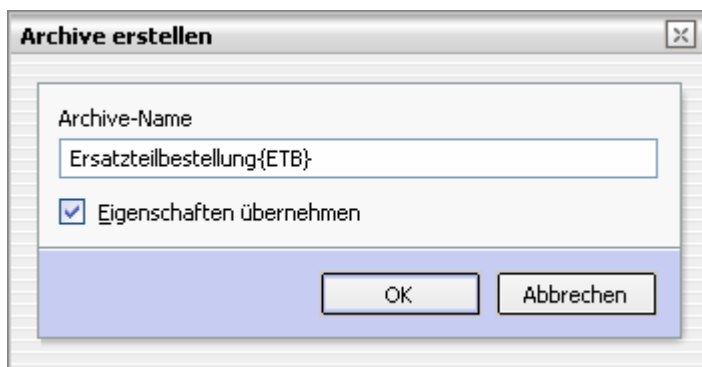 Archive erstellen
Archive-Name
Ersatzteilbestellung{ETB}
Eigenschaften übernehmen
OK Abbrechen